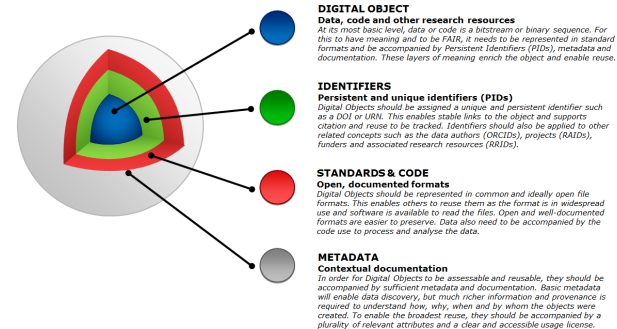 DIGITAL OBJECT
Data, code and other research resources
At its most basic level, data or code is a bitstream or binary sequence. For
this to have meaning and to be FAIR, it needs to be represented in standard
formats and be accompanied by Persistent Identifiers (PIDs), metadata and
documentation. These layers of meaning enrich the object and enable reuse.
IDENTIFIERS
Persistent and unique identifiers (PIDs)
Digital Objects should be assigned a unique and persistent identifier such
as a DOI or URN. This enables stable links to the object and supports
citation and reuse to be tracked. Identifiers should also be applied to other
related concepts such as the data authors (ORCIDs), projects (RAIDs),
funders and associated research resources (RRIDs).
STANDARDS & CODE
Open, documented formats
Digital Objects should be represented in common and ideally open file
formats. This enables others to reuse them as the format is in widespread
use and software is available to read the files. Open and well-documented
formats are easier to preserve. Data also need to be accompanied by the
code use to process and analyse the data.
METADATA
Contextual documentation
In order for Digital Objects to be assessable and reusable, they should be
accompanied by sufficient metadata and documentation. Basic metadata
will enable data discovery, but much richer information and provenance is
required to understand how, why, when and by whom the objects were
created. To enable the broadest reuse, they should be accompanied by a
plurality of relevant attributes and a clear and accessible usage license.